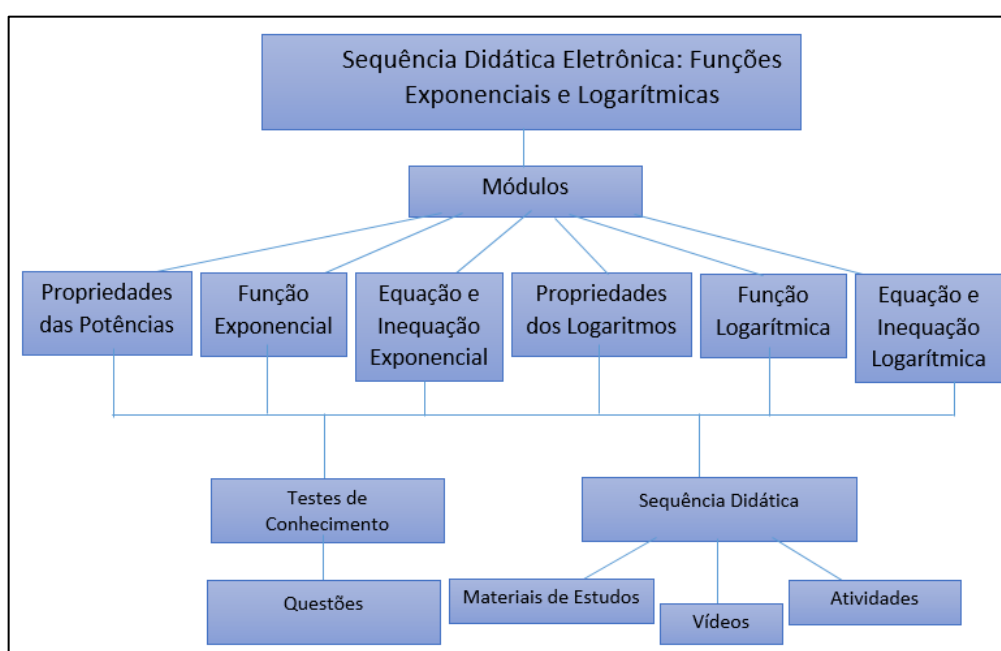 Sequência Didática Eletrônica: Funções
Exponenciais e Logarítmicas
Módulos
Propriedades
das Potências
Função
Exponencial
Equação e
Inequação
Exponencial
Propriedades
dos Logaritmos
Função
Logarítmica
Equação e
Inequação
Logarítmica
Testes de
Conhecimento
Sequência Didática
Questões
Materiais de Estudos
Vídeos
Atividades